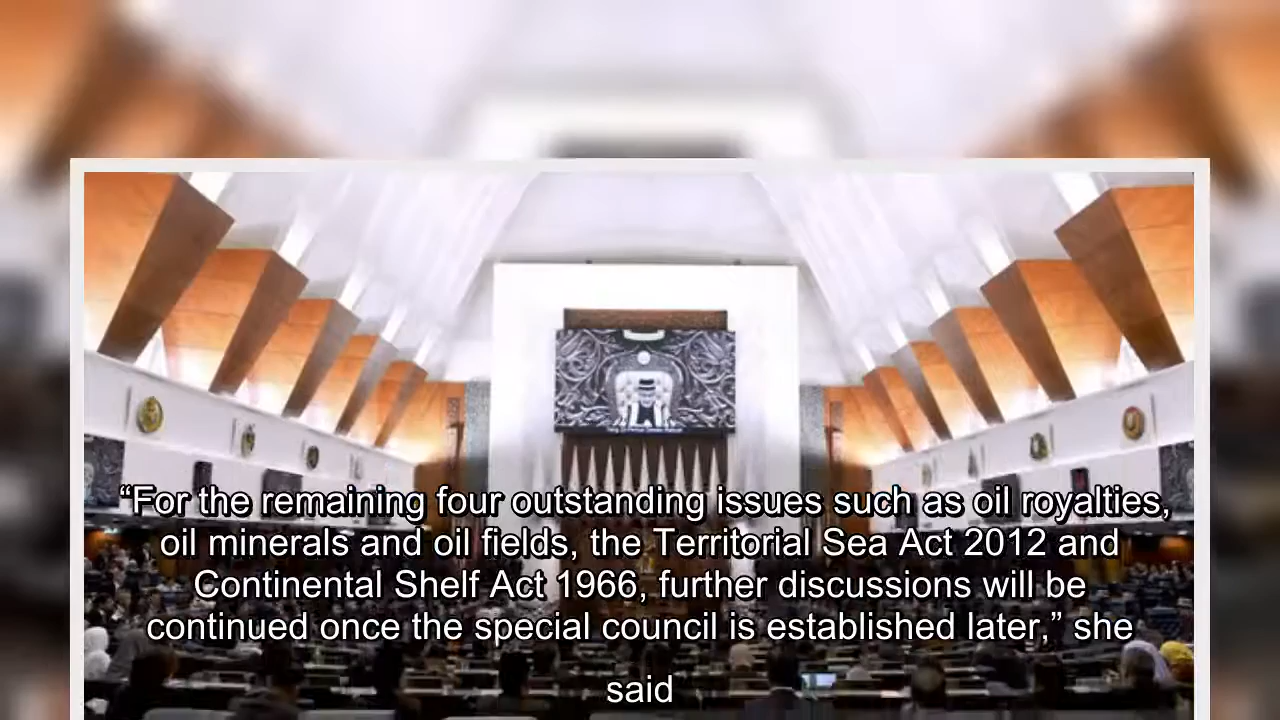 “For the remaining four outstanding issues such as oil royalties,
oil minerals and oil fields, the Territorial Sea Act 2012 and
Continental Shelf Act 1966, further discussions will be
continued once the special council is established later,” she
said